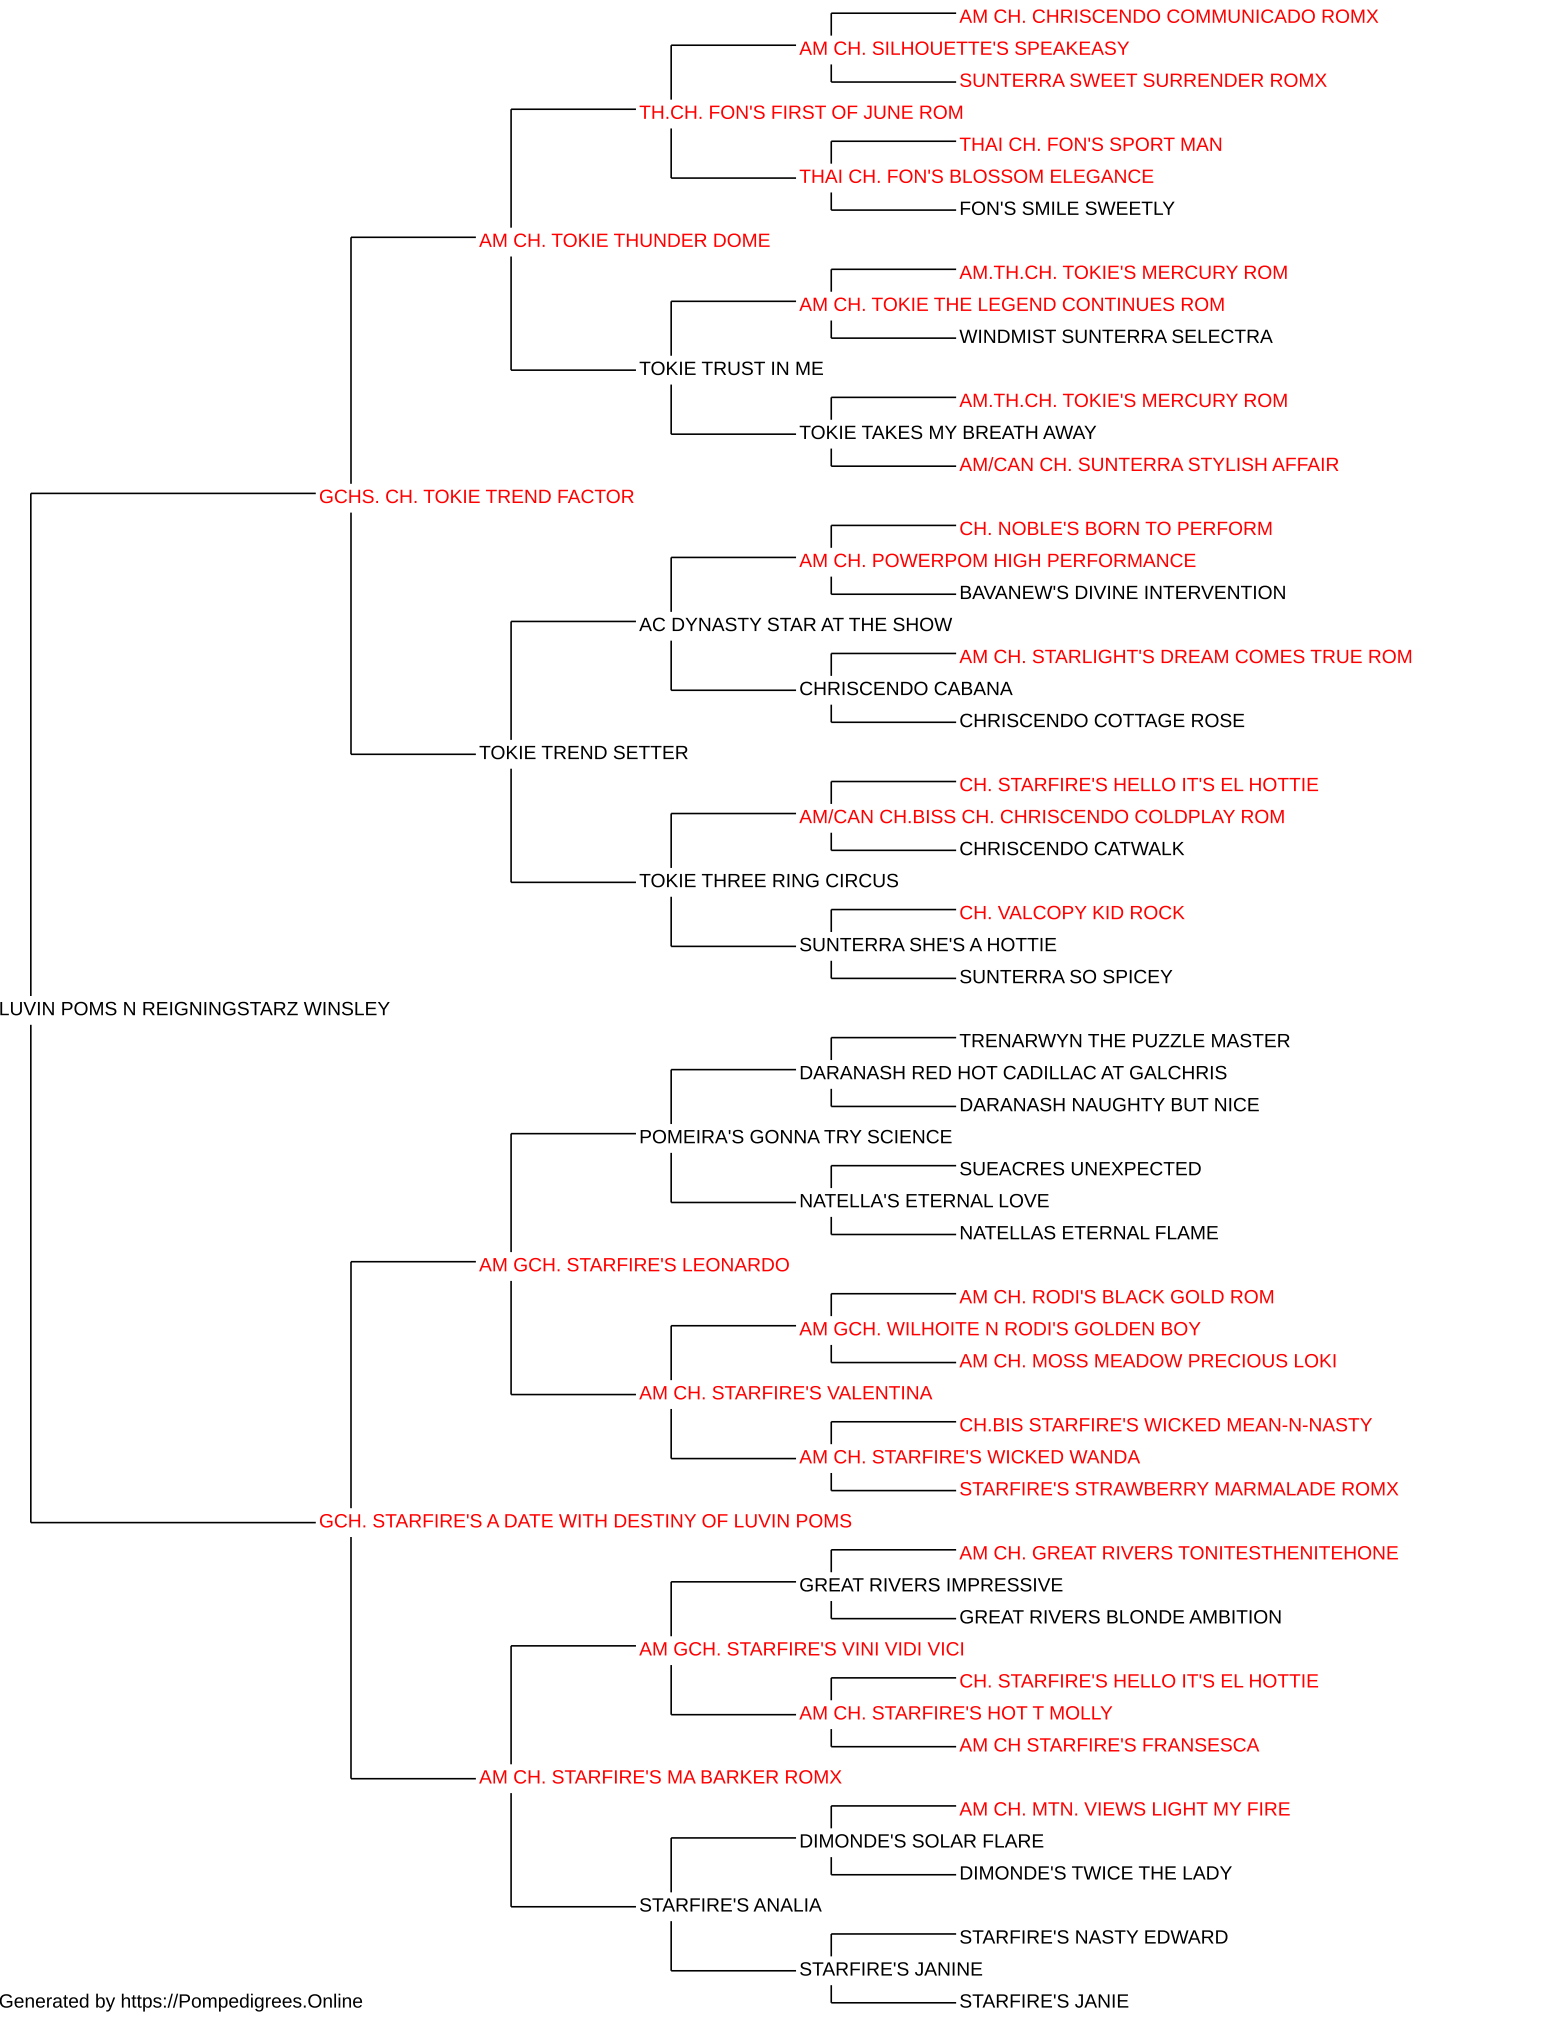 AM CH. CHRISCENDO COMMUNICADO ROMX
AM CH. SILHOUETTE'S SPEAKEASY
SUNTERRA SWEET SURRENDER ROMX
TH.CH. FON'S FIRST OF JUNE ROM
THAI CH. FON'S SPORT MAN
THAI CH. FON'S BLOSSOM ELEGANCE
FON'S SMILE SWEETLY
AM CH. TOKIE THUNDER DOME
AM.TH.CH. TOKIE'S MERCURY ROM
AM CH. TOKIE THE LEGEND CONTINUES ROM
WINDMIST SUNTERRA SELECTRA
TOKIE TRUST IN ME
AM.TH.CH. TOKIE'S MERCURY ROM
TOKIE TAKES MY BREATH AWAY
AM/CAN CH. SUNTERRA STYLISH AFFAIR
GCHS. CH. TOKIE TREND FACTOR
CH. NOBLE'S BORN TO PERFORM
AM CH. POWERPOM HIGH PERFORMANCE
BAVANEW'S DIVINE INTERVENTION
AC DYNASTY STAR AT THE SHOW
AM CH. STARLIGHT'S DREAM COMES TRUE ROM
CHRISCENDO CABANA
CHRISCENDO COTTAGE ROSE
TOKIE TREND SETTER
CH. STARFIRE'S HELLO IT'S EL HOTTIE
AM/CAN CH.BISS CH. CHRISCENDO COLDPLAY ROM
CHRISCENDO CATWALK
TOKIE THREE RING CIRCUS
CH. VALCOPY KID ROCK
SUNTERRA SHE'S A HOTTIE
SUNTERRA SO SPICEY
LUVIN POMS N REIGNINGSTARZ WINSLEY
TRENARWYN THE PUZZLE MASTER
DARANASH RED HOT CADILLAC AT GALCHRIS
DARANASH NAUGHTY BUT NICE
POMEIRA'S GONNA TRY SCIENCE
SUEACRES UNEXPECTED
NATELLA'S ETERNAL LOVE
NATELLAS ETERNAL FLAME
AM GCH. STARFIRE'S LEONARDO
AM CH. RODI'S BLACK GOLD ROM
AM GCH. WILHOITE N RODI'S GOLDEN BOY
AM CH. MOSS MEADOW PRECIOUS LOKI
AM CH. STARFIRE'S VALENTINA
CH.BIS STARFIRE'S WICKED MEAN-N-NASTY
AM CH. STARFIRE'S WICKED WANDA
STARFIRE'S STRAWBERRY MARMALADE ROMX
GCH. STARFIRE'S A DATE WITH DESTINY OF LUVIN POMS
AM CH. GREAT RIVERS TONITESTHENITEHONE
GREAT RIVERS IMPRESSIVE
GREAT RIVERS BLONDE AMBITION
AM GCH. STARFIRE'S VINI VIDI VICI
CH. STARFIRE'S HELLO IT'S EL HOTTIE
AM CH. STARFIRE'S HOT T MOLLY
AM CH STARFIRE'S FRANSESCA
AM CH. STARFIRE'S MA BARKER ROMX
AM CH. MTN. VIEWS LIGHT MY FIRE
DIMONDE'S SOLAR FLARE
DIMONDE'S TWICE THE LADY
STARFIRE'S ANALIA
STARFIRE'S NASTY EDWARD
STARFIRE'S JANINE
STARFIRE'S JANIE
Generated by https://Pompedigrees.Online